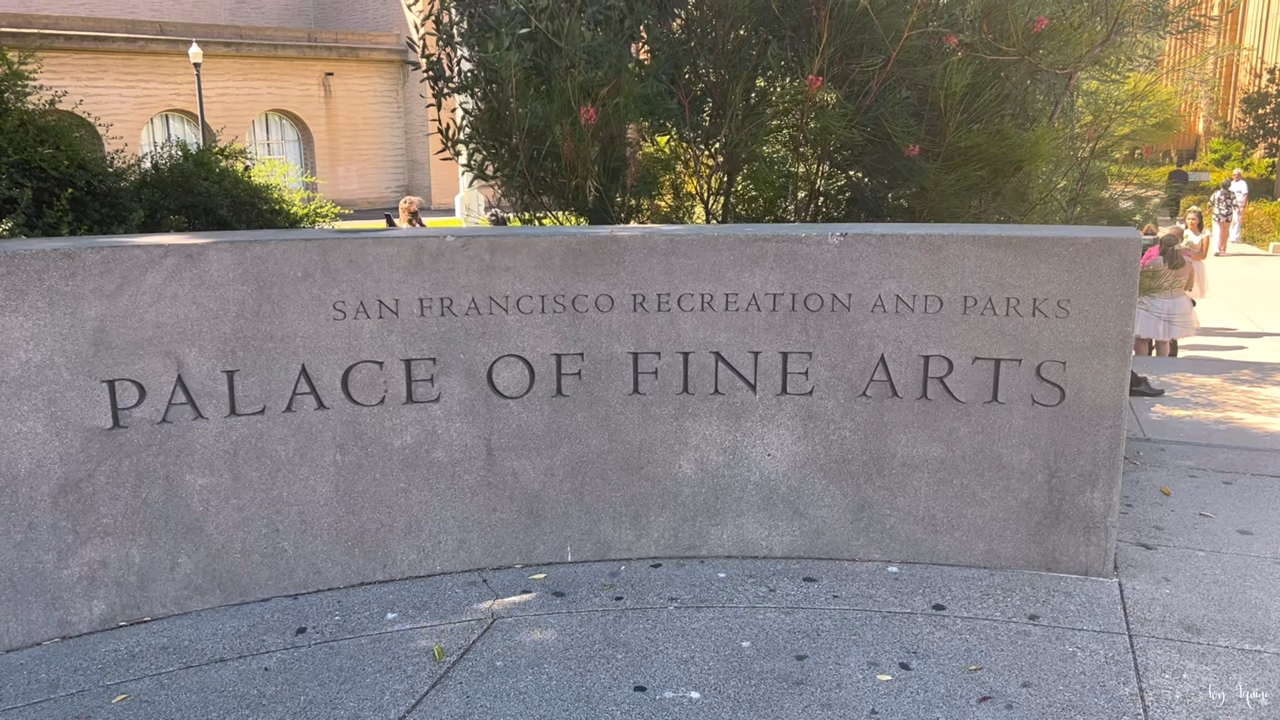 SAN FRANCISCO RECREATION AND PARKS
PALACE OF FINE ARTS